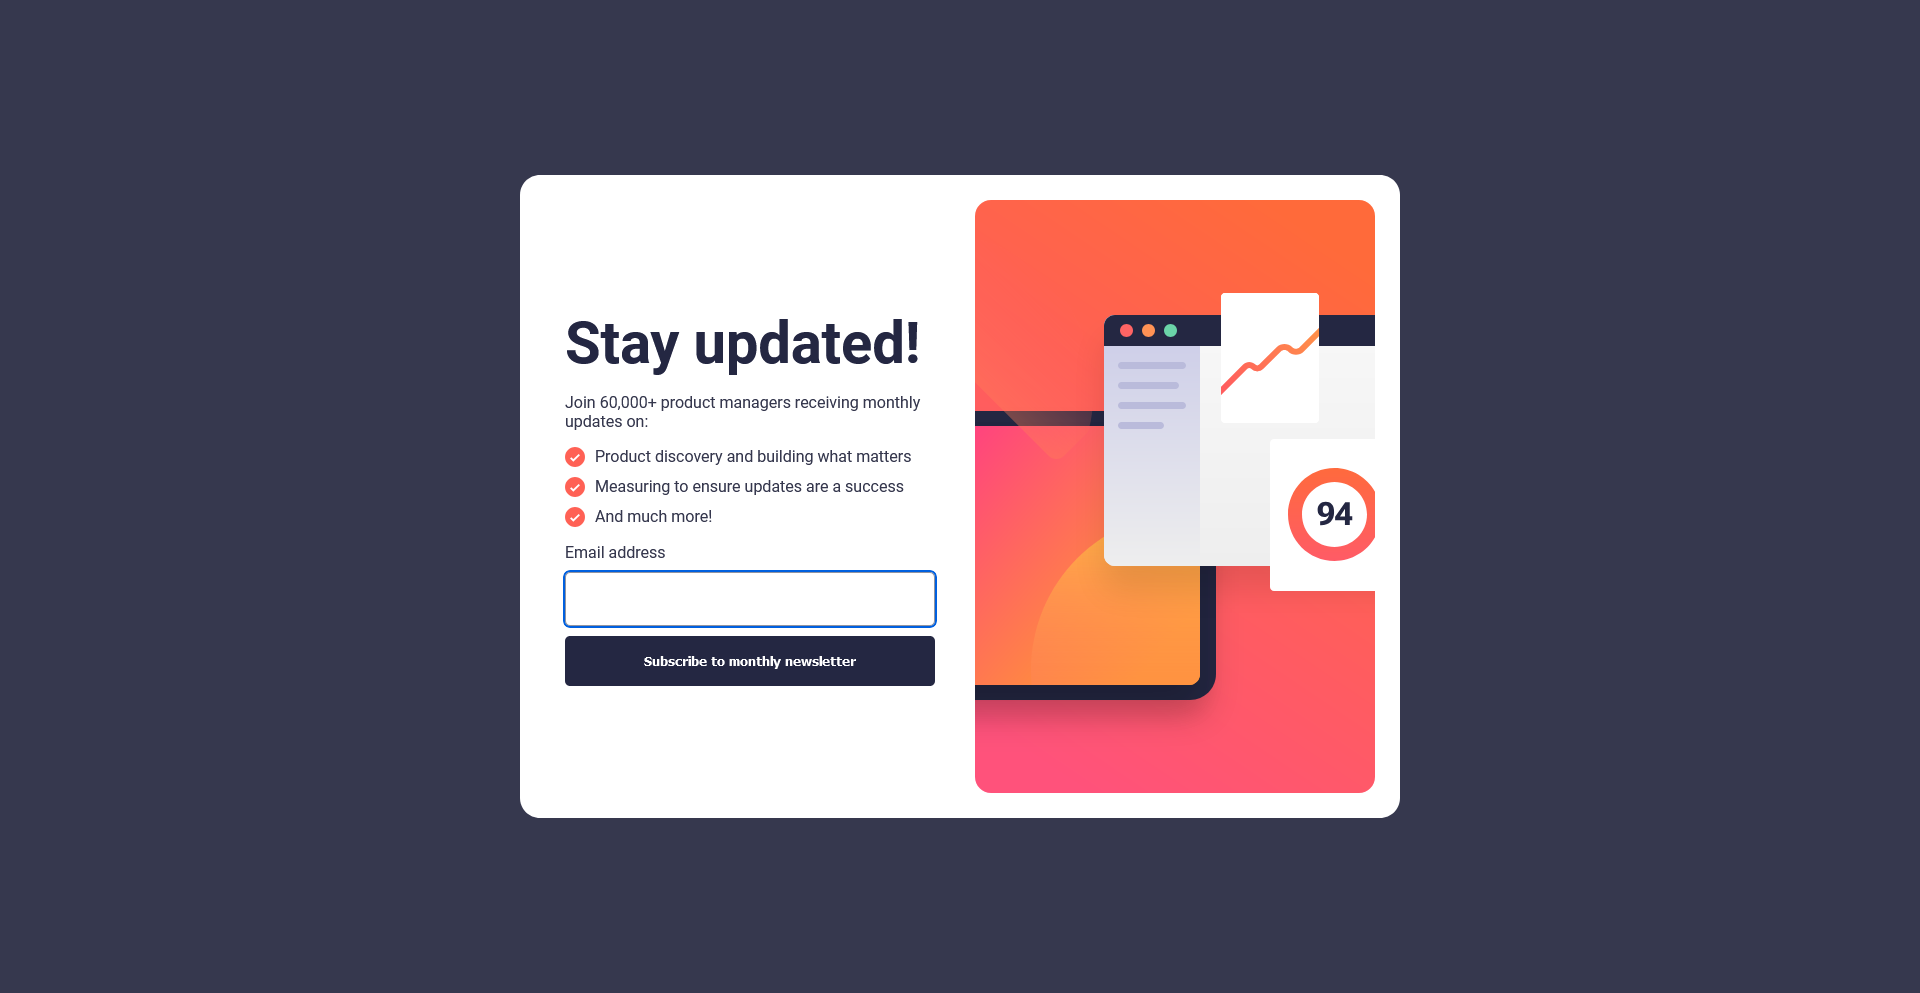 Stay updated!
Join 60,000+ product managers receiving monthly
updates on:
Product discovery and building what matters
Measuring to ensure updates are a success
And much more!
Email address
Subscribe to monthly newsletter
94